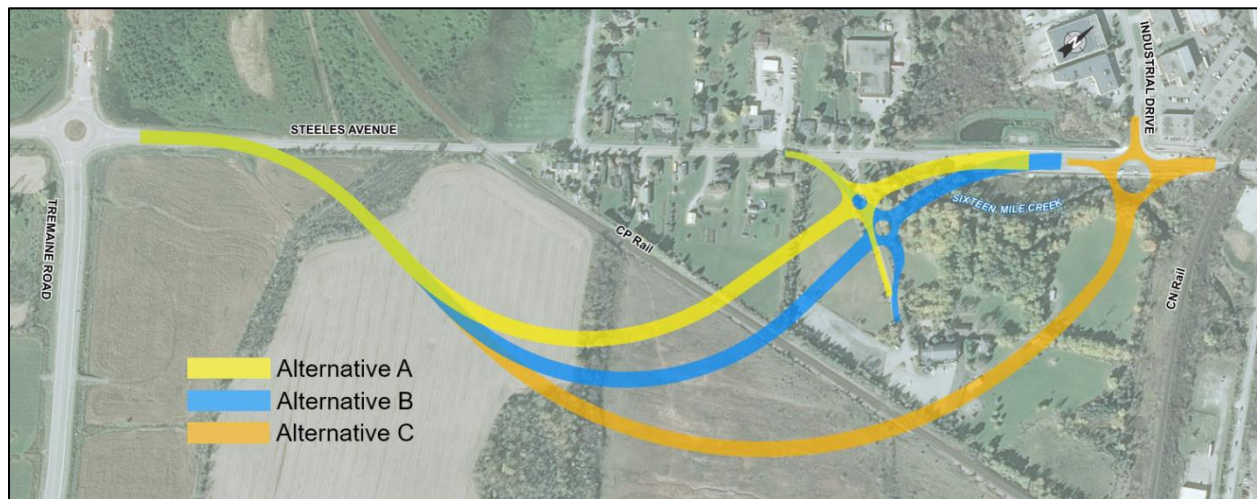 INDUSTRIAL DRIVE
N
STEELES AVENUE
SIXTEEN MILE CREEK
TREMAINE ROAD
CP Rail
CN Rail
Alternative A
Alternative B
Alternative C